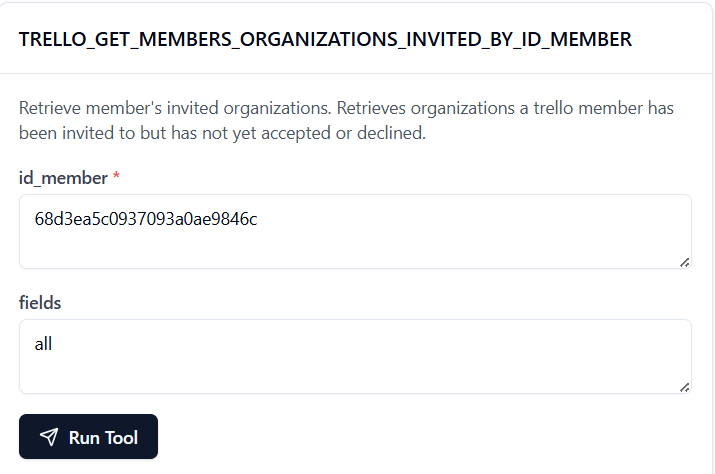 TRELLO_GET_MEMBERS_ORGANIZATIONS_INVITED_BY_ID_MEMBER
Retrieve member's invited organizations. Retrieves organizations a trello member has
been invited to but has not yet accepted or declined.
id_member *
68d3ea5c0937093a0ae9846c
fields
all
Run Tool